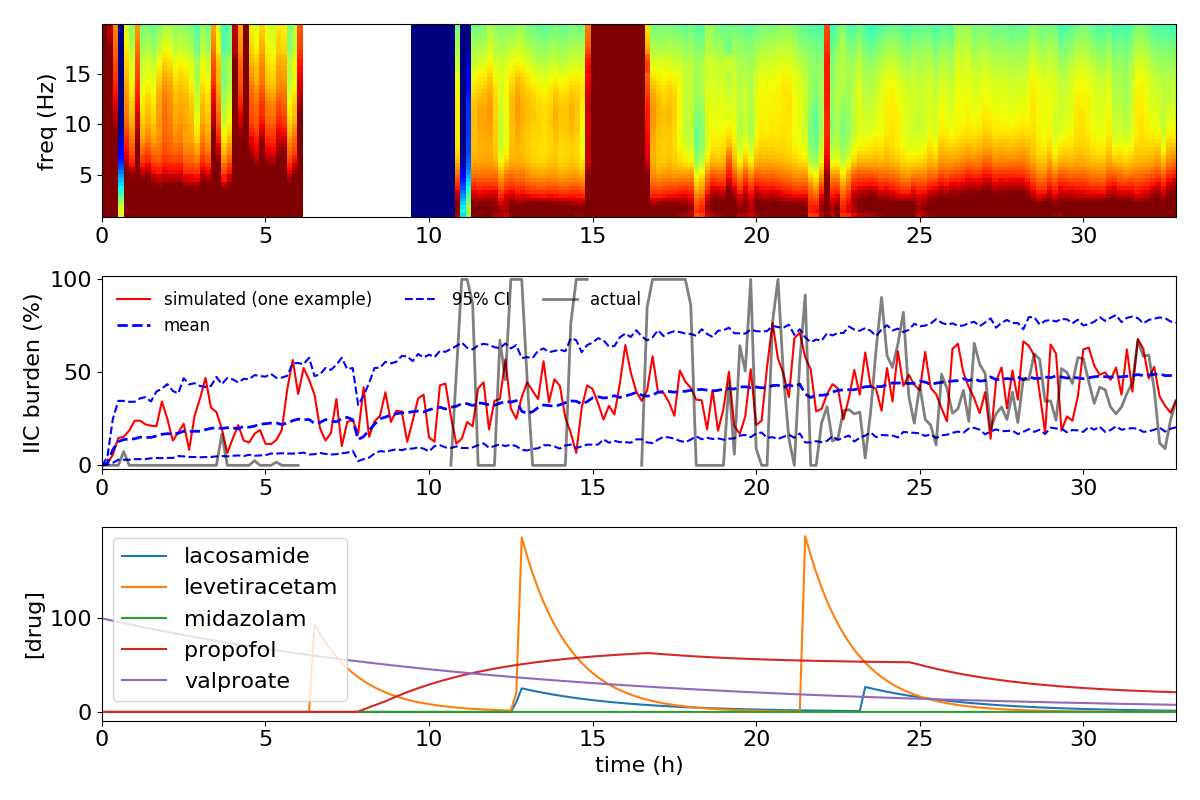 freq (Hz)
15
10
5
0 5 10 15 20 25 30
IIC burden (%)
100
50
0
simulated (one example) 95% CI actual
mean
0 5 10 15 20 25 30
[drug]
100
0
lacosamide
levetiracetam
midazolam
propofol
valproate
0 5 10 15 20 25 30
time (h)